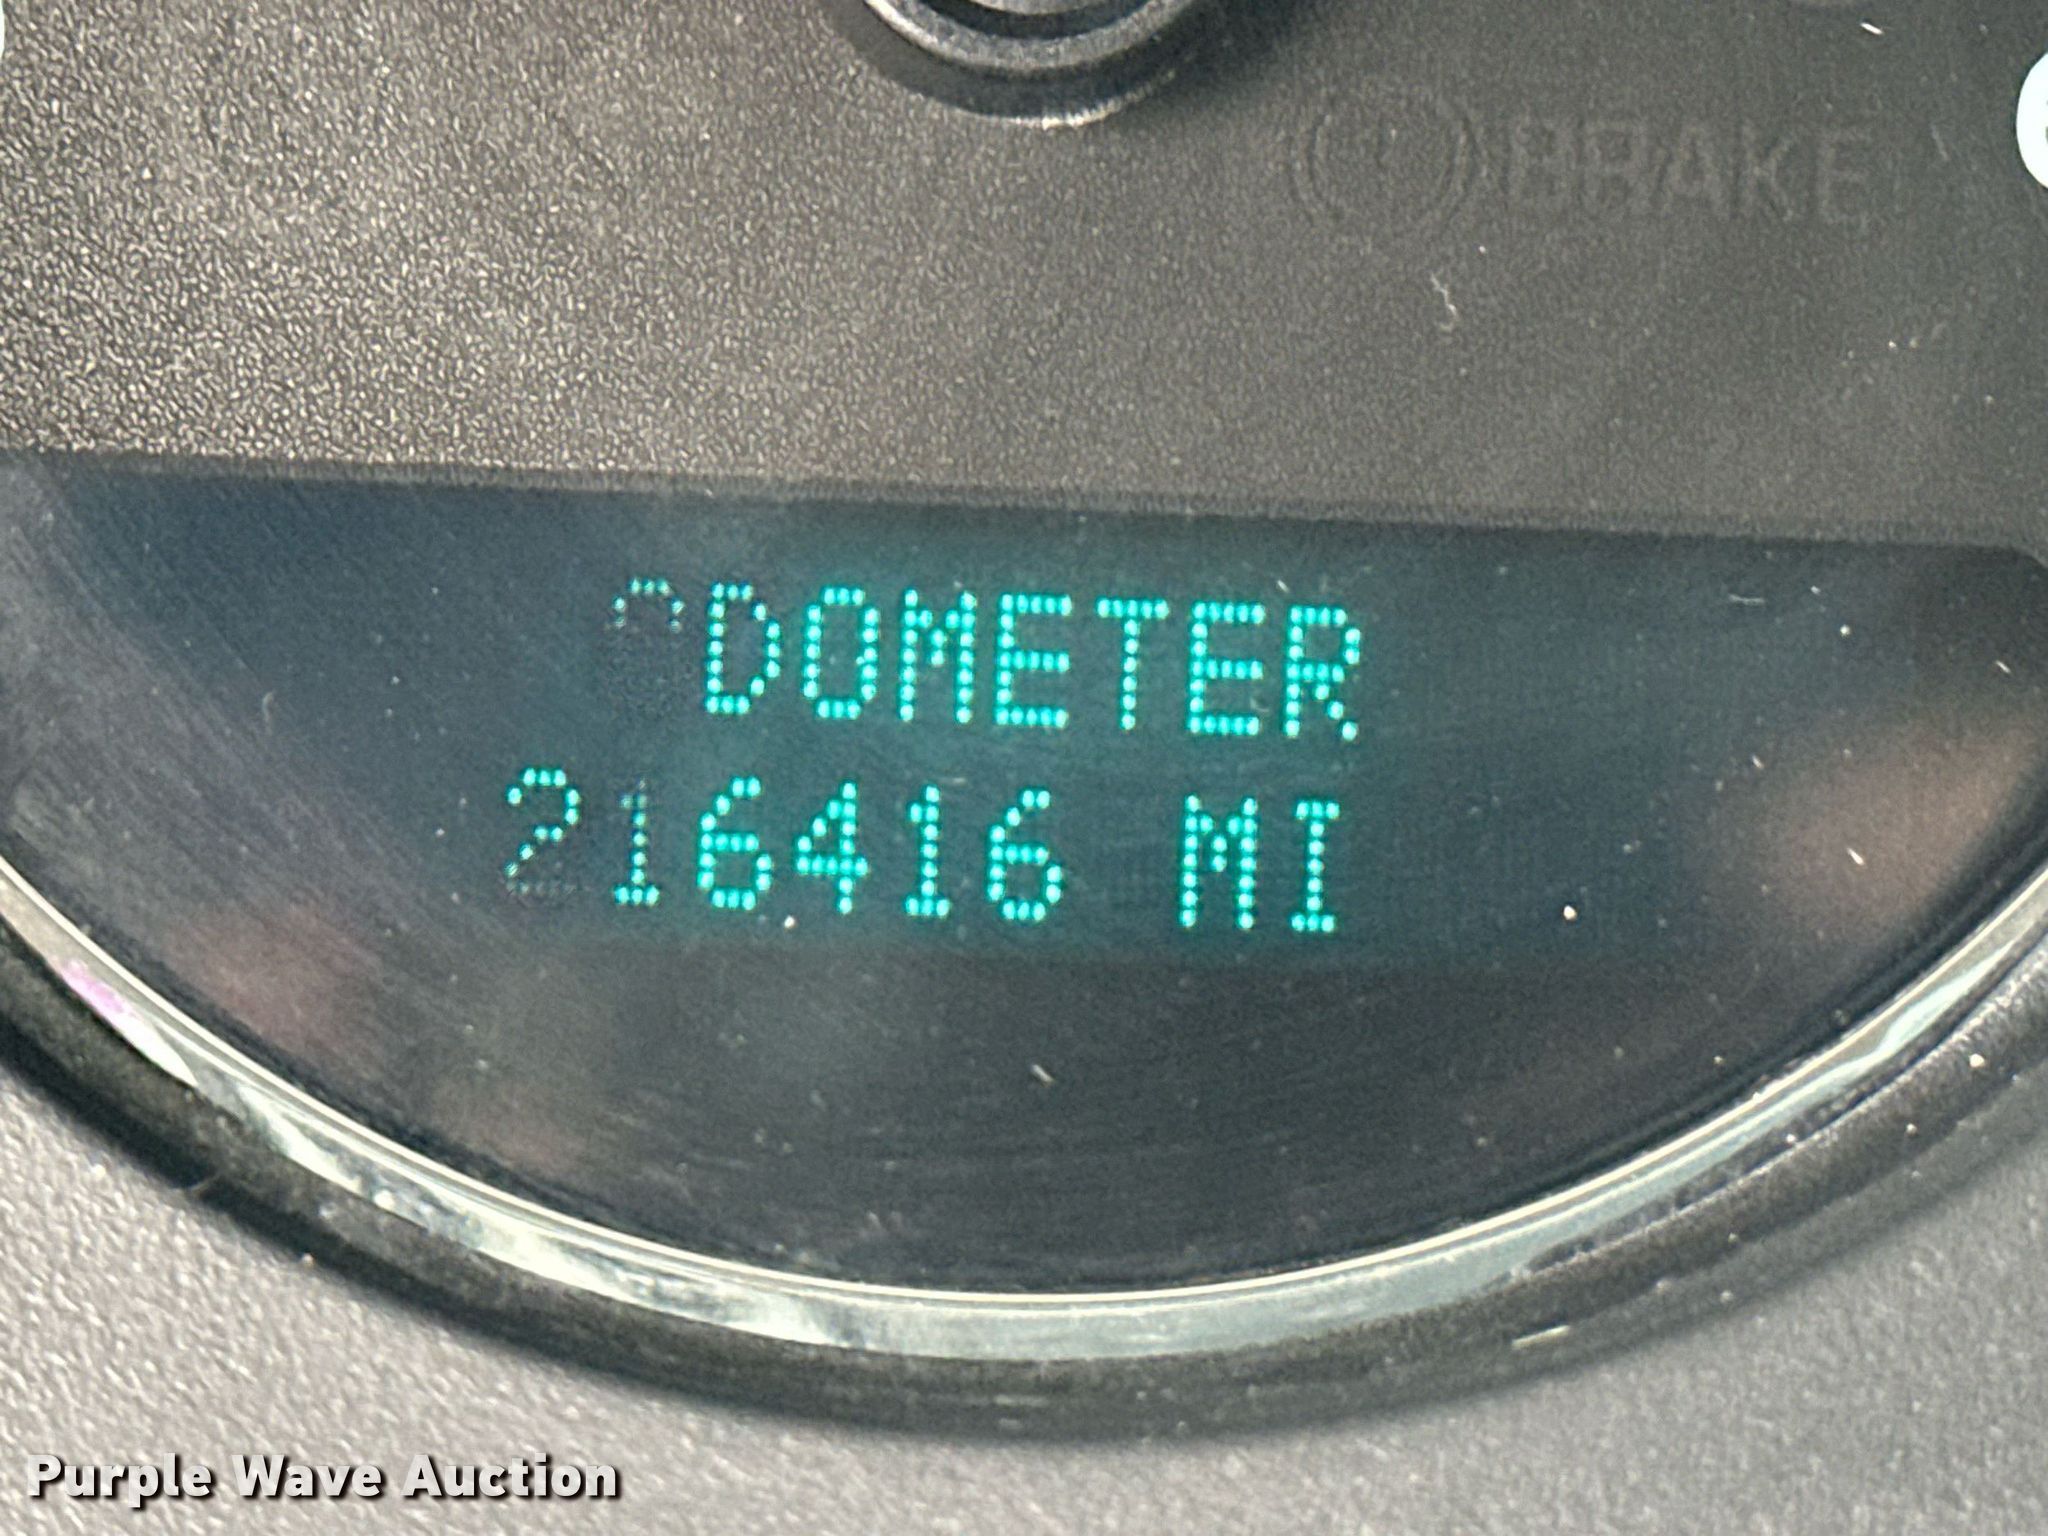 BRAKE
ODOMETER
216416 MI
Purple Wave Auction